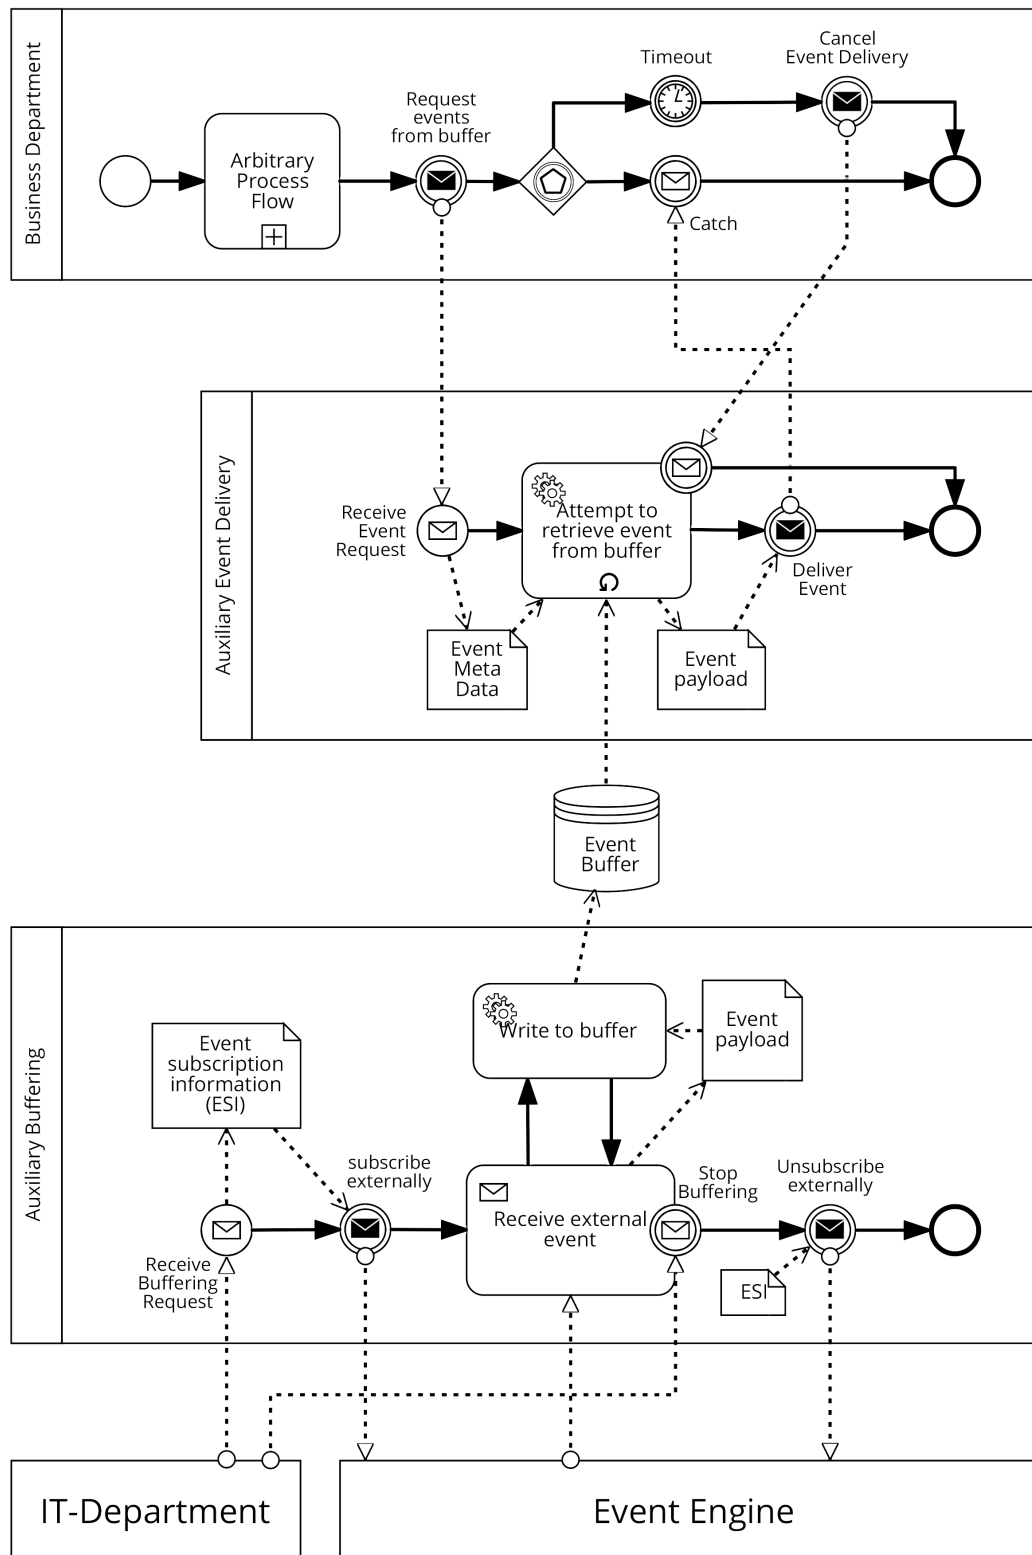 Business Department
Arbitrary
Process
Flow
Request
events
from buffer
Timeout
Cancel
Event Delivery
Catch
Auxiliary Event Delivery
Receive
Event
Request
Attempt to
retrieve event
from buffer
Deliver
Event
Event
Meta
Data
Event
payload
Event
Buffer
Auxiliary Buffering
Event
subscription
information
(ESI)
Write to buffer
Event
payload
subscribe
externally
Receive
Buffering
Request
Receive external
event
Stop
Buffering
Unsubscribe
externally
ESI
IT-Department
Event Engine